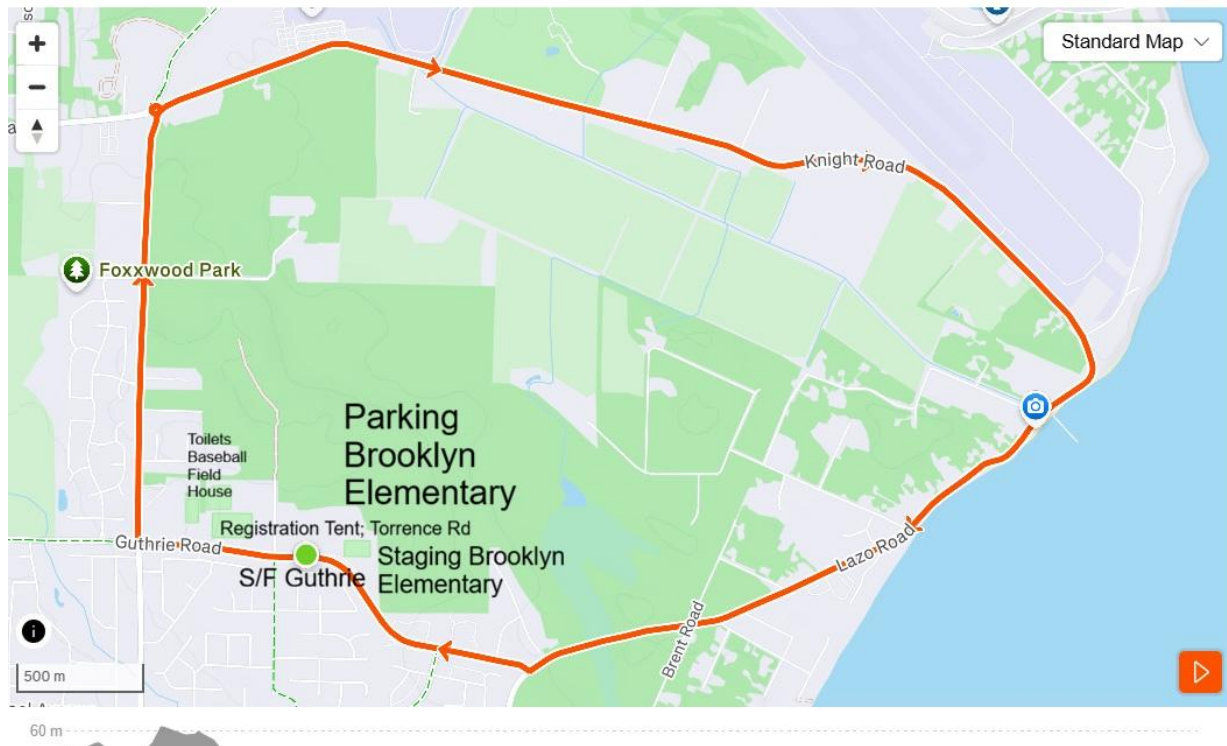 +
Standard Map
−
Knight Road
Foxxwood Park
Parking
Brooklyn
Elementary
Toilets
Baseball
Field
House
Registration Tent; Torrence Rd
Guthrie Road
Staging Brooklyn
Elementary
S/F Guthrie
Lazo Road
Brent Road
i
500 m
60 m